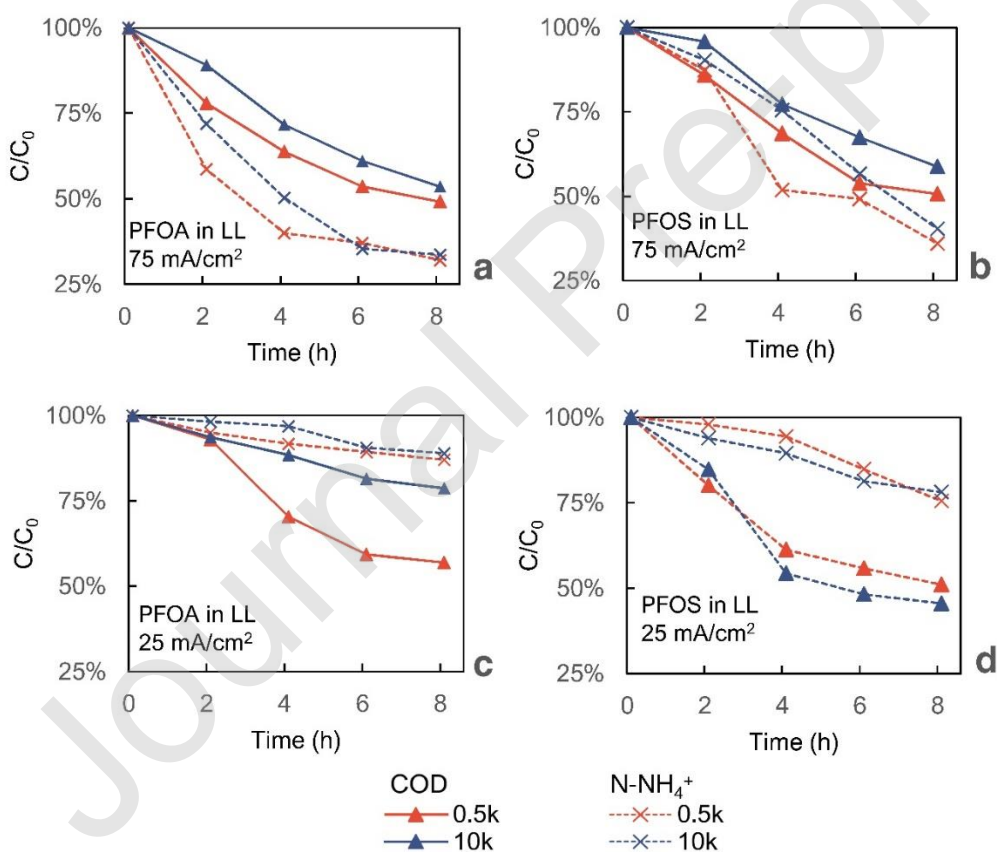 100%
75%
50%
25%
C/C₀
PFOA in LL
75 mA/cm²
a
0 2 4 6 8
Time (h)
100%
75%
50%
25%
C/C₀
PFOS in LL
75 mA/cm²
b
0 2 4 6 8
Time (h)
100%
75%
50%
25%
C/C₀
PFOA in LL
25 mA/cm²
c
0 2 4 6 8
Time (h)
100%
75%
50%
25%
C/C₀
PFOS in LL
25 mA/cm²
d
0 2 4 6 8
Time (h)
COD
0.5k
10k
N-NH₄⁺
0.5k
10k
Journal Pre-p